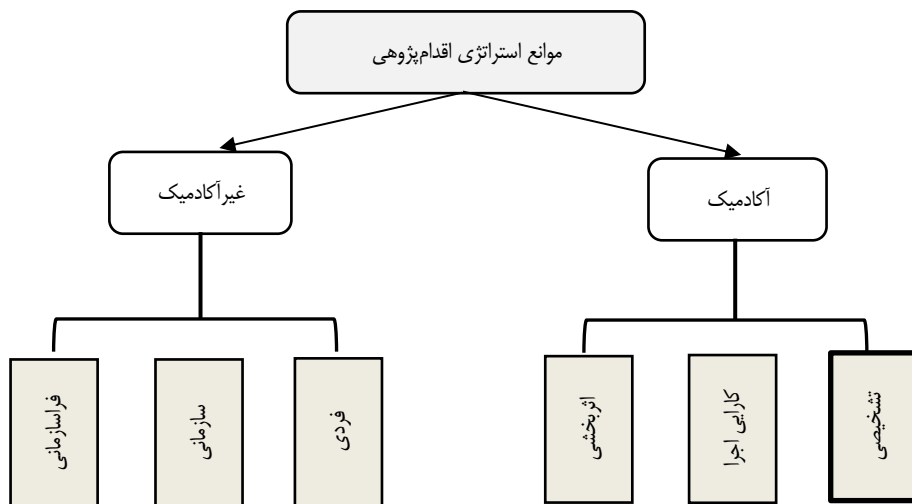 موانع استراتژی اقدام‌پژوهی
آکادمیک
غیرآکادمیک
تشخیصی
کارایی اجرا
اثربخشی
فردی
سازمانی
فراسازمانی